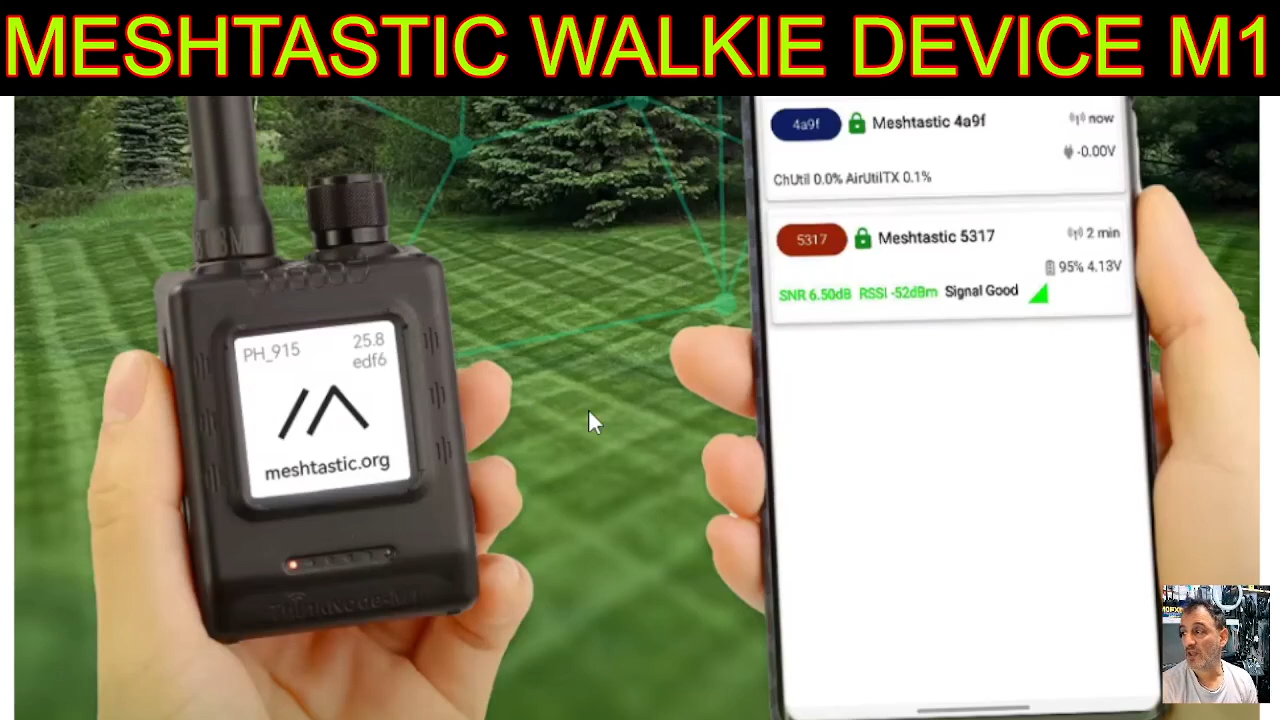 MESHTASTIC WALKIE DEVICE M1
4a9f Meshtastic 4a9f now
-0.00V
ChUtil 0.0% AirUtilTX 0.1%
5317 Meshtastic 5317 2 min
95% 4.13V
SNR 6.50dB RSSI -52dBm Signal Good
PH_915 25.8
edf6
meshtastic.org